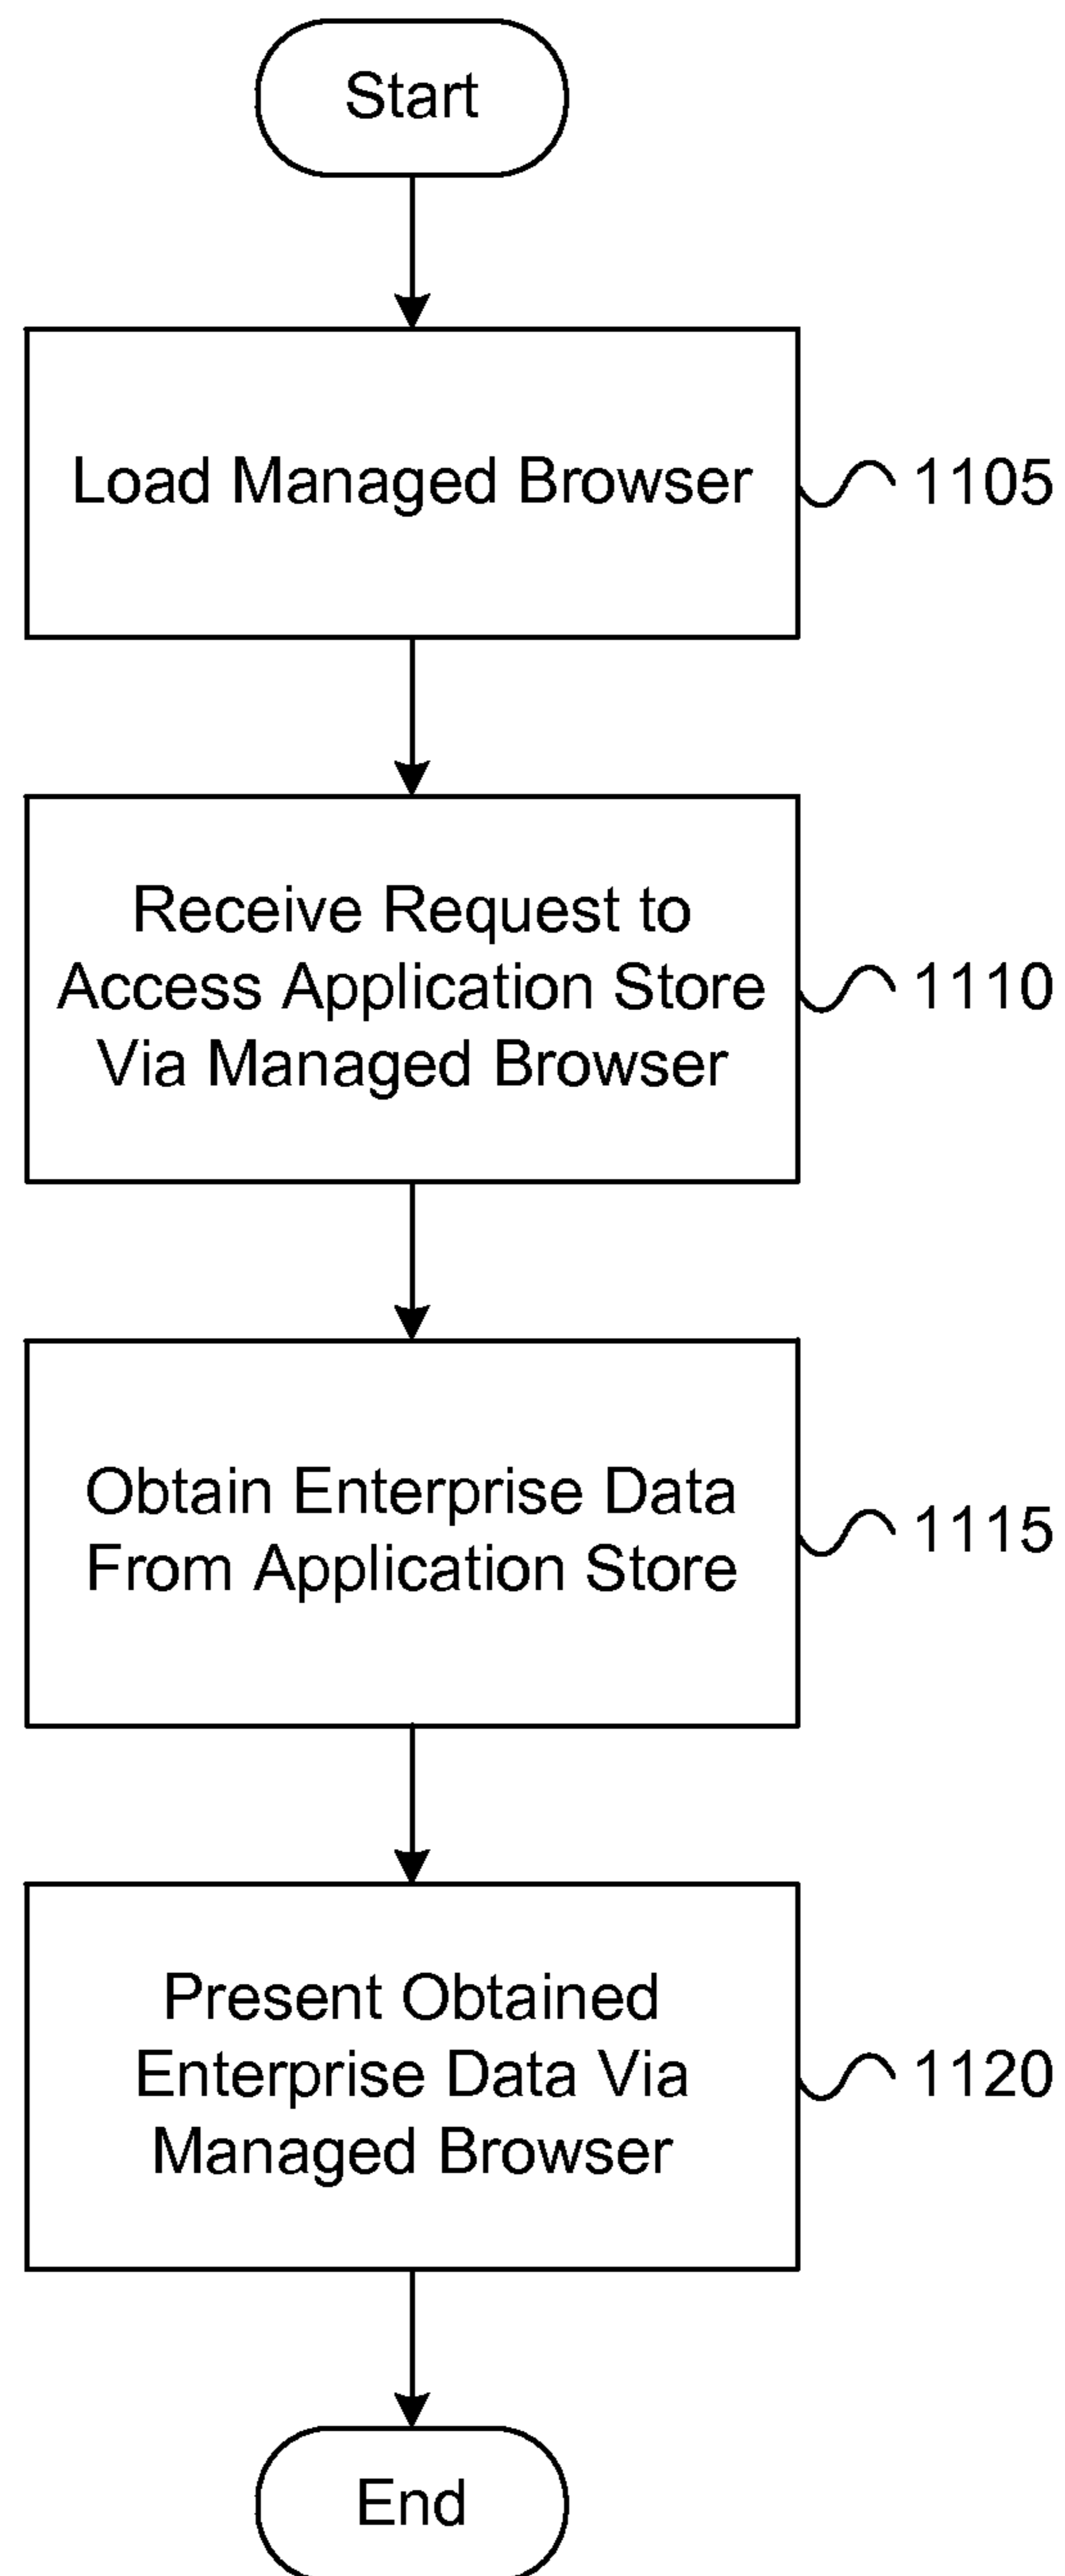 Start
Load Managed Browser
1105
Receive Request to
Access Application Store
Via Managed Browser
1110
Obtain Enterprise Data
From Application Store
1115
Present Obtained
Enterprise Data Via
Managed Browser
1120
End